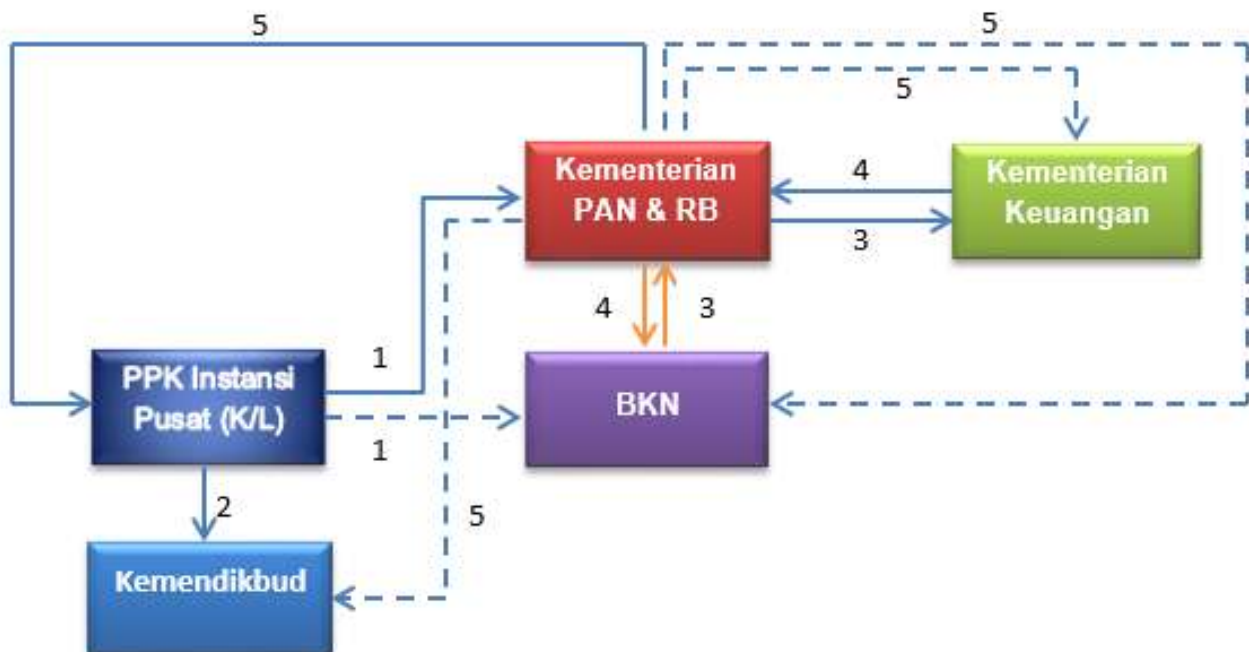 5
5
5
Kementerian
PAN & RB
4
Kementerian
Keuangan
3
4
3
1
PPK Instansi
Pusat (K/L)
BKN
1
2
5
Kemendikbud